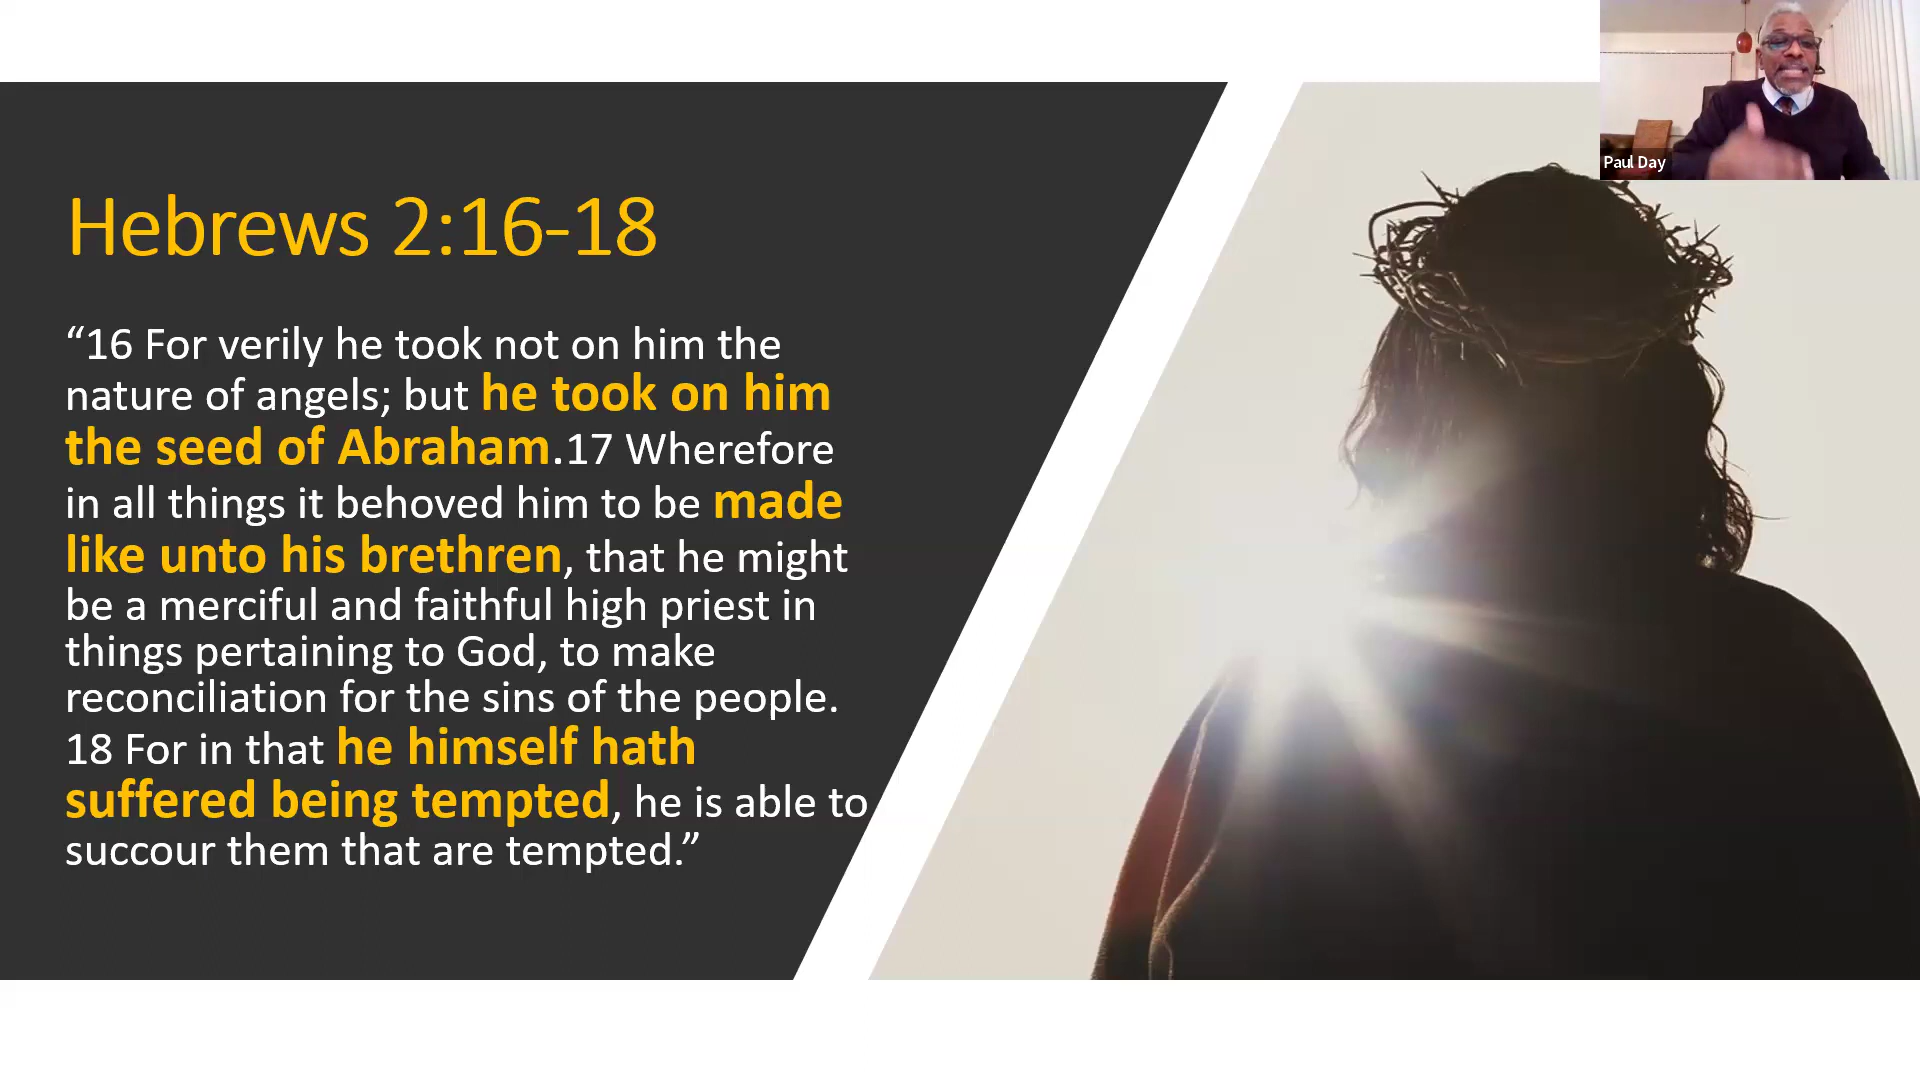 Paul Day
Hebrews 2:16-18
“16 For verily he took not on him the
nature of angels; but he took on him
the seed of Abraham.17 Wherefore
in all things it behoved him to be made
like unto his brethren, that he might
be a merciful and faithful high priest in
things pertaining to God, to make
reconciliation for the sins of the people.
18 For in that he himself hath
suffered being tempted, he is able to
succour them that are tempted.”